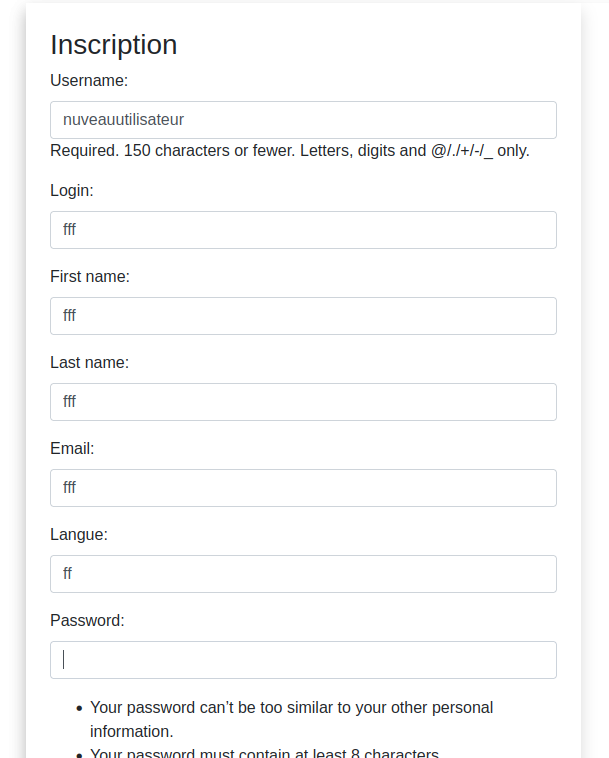 Inscription
Username:
nuveauutilisateur
Required. 150 characters or fewer. Letters, digits and @/./+/-/_ only.
Login:
fff
First name:
fff
Last name:
fff
Email:
fff
Langue:
ff
Password:
• Your password can’t be too similar to your other personal
information.
• Your password must contain at least 8 characters